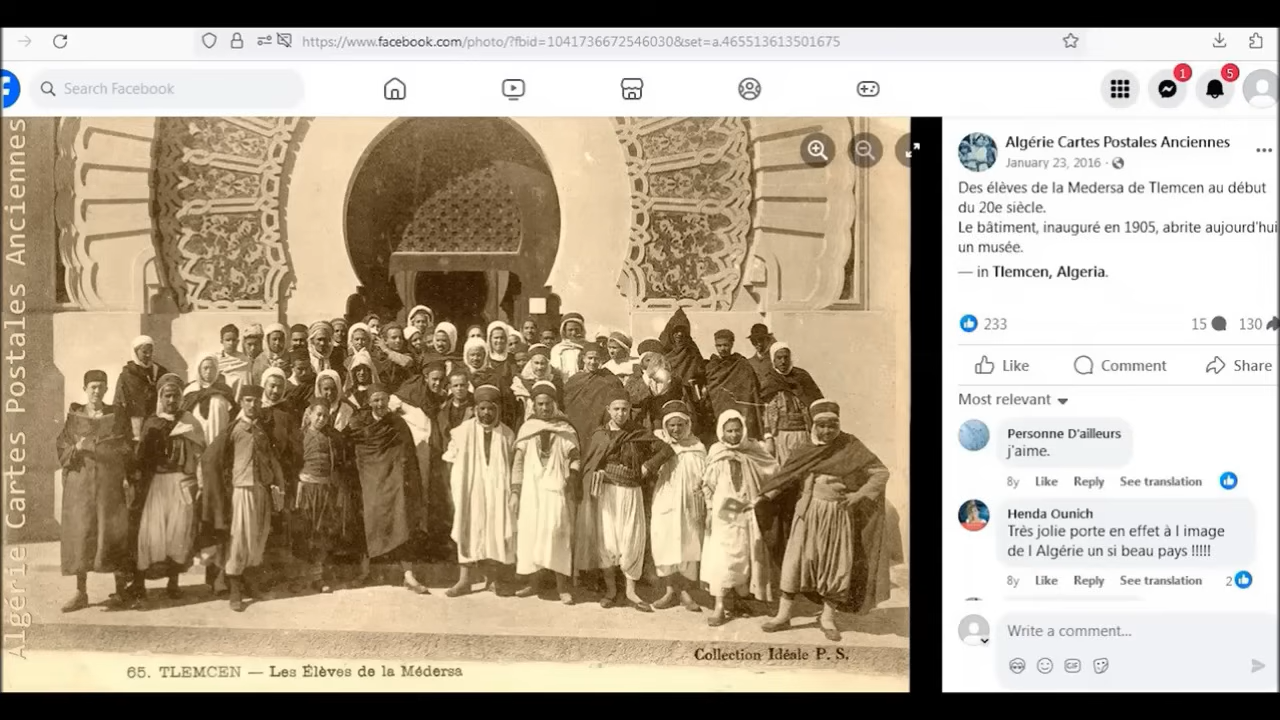 https://www.facebook.com/photo/?fbid=1041736672546030&set=a.465513613501675
Search Facebook
1
5
Algérie Cartes Postales Anciennes
65. TLEMCEN — Les Élèves de la Médersa
Collection Idéale P. S.
Algérie Cartes Postales Anciennes
January 23, 2016 ·
Des élèves de la Medersa de Tlemcen au début
du 20e siècle.
Le bâtiment, inauguré en 1905, abrite aujourd'hui
un musée.
— in Tlemcen, Algeria.
233
15
130
Like
Comment
Share
Most relevant
Personne D'ailleurs
j'aime.
8y Like Reply See translation
Henda Ounich
Très jolie porte en effet à l image
de l Algérie un si beau pays !!!!!
8y Like Reply See translation 2
Write a comment...
GIF